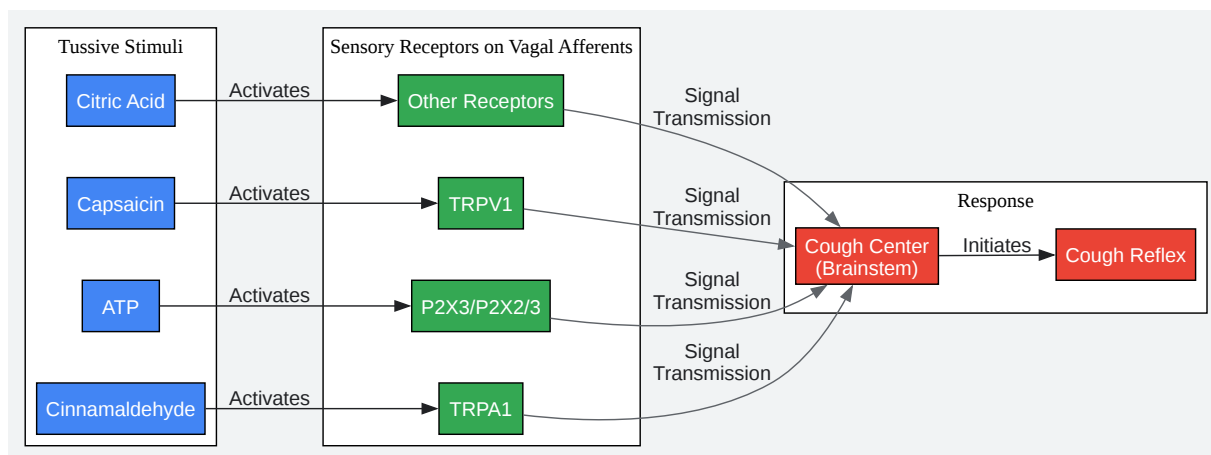 Tussive Stimuli
Sensory Receptors on Vagal Afferents
Citric Acid
Activates
Other Receptors
Signal
Transmission
Capsaicin
Activates
TRPV1
Signal
Transmission
Response
Cough Center
(Brainstem)
Initiates
Cough Reflex
ATP
Activates
P2X3/P2X2/3
Signal
Transmission
Cinnamaldehyde
Activates
TRPA1
Signal
Transmission